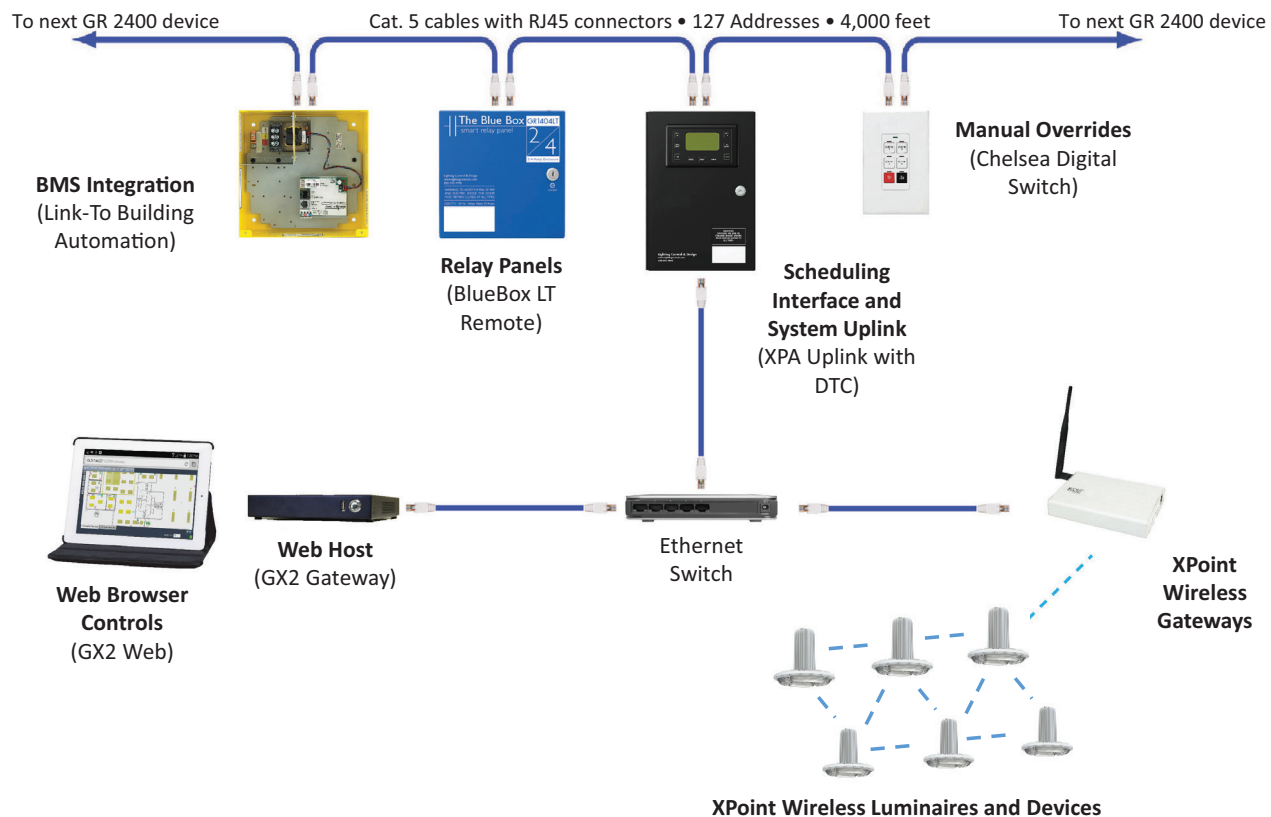 To next GR 2400 device
Cat. 5 cables with RJ45 connectors • 127 Addresses • 4,000 feet
To next GR 2400 device
BMS Integration
(Link-To Building
Automation)
The Blue Box
smart relay panel
GR1404LT
2/4
Relay Panels
(BlueBox LT
Remote)
Lighting Control & Design
Scheduling
Interface and
System Uplink
(XPA Uplink with
DTC)
Manual Overrides
(Chelsea Digital
Switch)
Web Browser
Controls
(GX2 Web)
Web Host
(GX2 Gateway)
Ethernet
Switch
XPoint
Wireless
Gateways
XPoint Wireless Luminaires and Devices